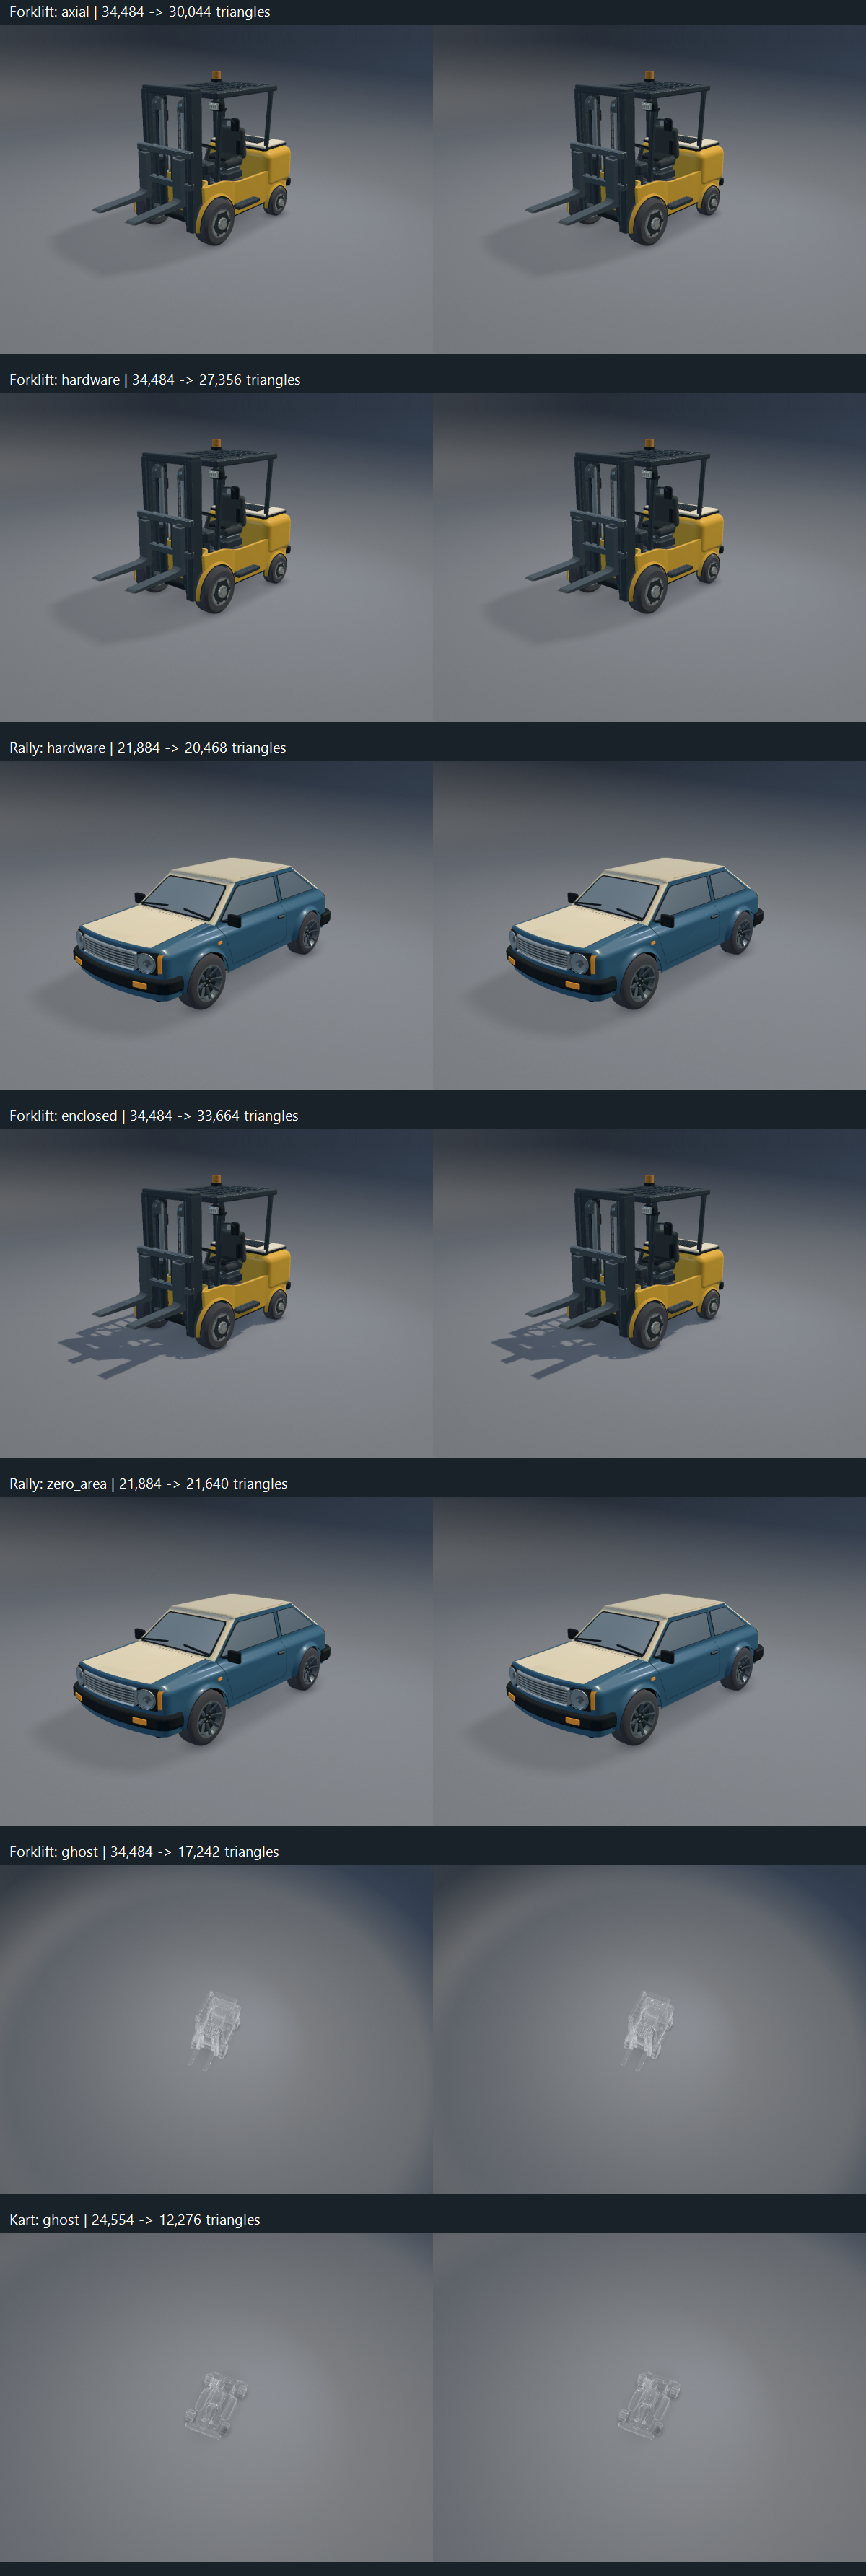 Forklift: axial | 34,484 -> 30,044 triangles
Forklift: hardware | 34,484 -> 27,356 triangles
Rally: hardware | 21,884 -> 20,468 triangles
Forklift: enclosed | 34,484 -> 33,664 triangles
Rally: zero_area | 21,884 -> 21,640 triangles
Forklift: ghost | 34,484 -> 17,242 triangles
Kart: ghost | 24,554 -> 12,276 triangles